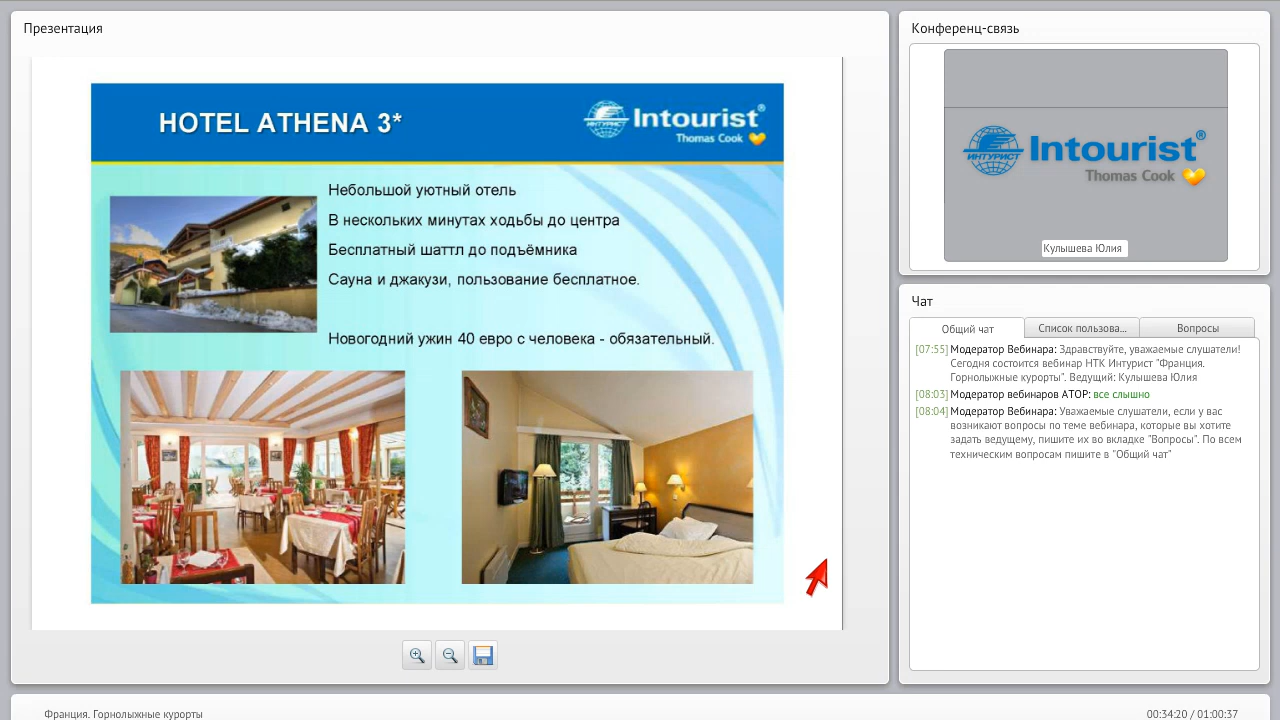 Презентация
HOTEL ATHENA 3*
ИНТУРИСТ
Intourist®
Thomas Cook
Небольшой уютный отель
В нескольких минутах ходьбы до центра
Бесплатный шаттл до подъёмника
Сауна и джакузи, пользование бесплатное.
Новогодний ужин 40 евро с человека - обязательный.
Конференц-связь
ИНТУРИСТ
Intourist®
Thomas Cook
Кулышева Юлия
Чат
Общий чат
Список пользова...
Вопросы
[07:55] Модератор Вебинара: Здравствуйте, уважаемые слушатели!
Сегодня состоится вебинар НТК Интурист "Франция.
Горнолыжные курорты". Ведущий: Кулышева Юлия
[08:03] Модератор вебинаров АТОР: все слышно
[08:04] Модератор Вебинара: Уважаемые слушатели, если у вас
возникают вопросы по теме вебинара, которые вы хотите
задать ведущему, пишите их во вкладке "Вопросы". По всем
техническим вопросам пишите в "Общий чат"
Франция. Горнолыжные курорты
00:34:20 / 01:00:37